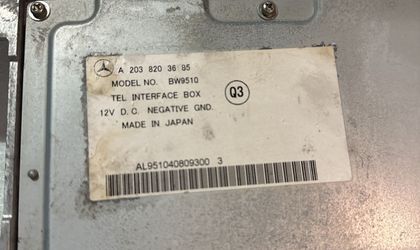 A 203 820 36 85
MODEL NO. BW9510
TEL INTERFACE BOX
Q3
12V D.C. NEGATIVE GND.
MADE IN JAPAN
AL951040809300 3